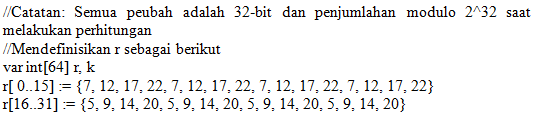 //Catatan: Semua peubah adalah 32-bit dan penjumlahan modulo 2^32 saat
melakukan perhitungan
//Mendefinisikan r sebagai berikut
var int[64] r, k
r[ 0..15] := {7, 12, 17, 22, 7, 12, 17, 22, 7, 12, 17, 22, 7, 12, 17, 22}
r[16..31] := {5, 9, 14, 20, 5, 9, 14, 20, 5, 9, 14, 20, 5, 9, 14, 20}